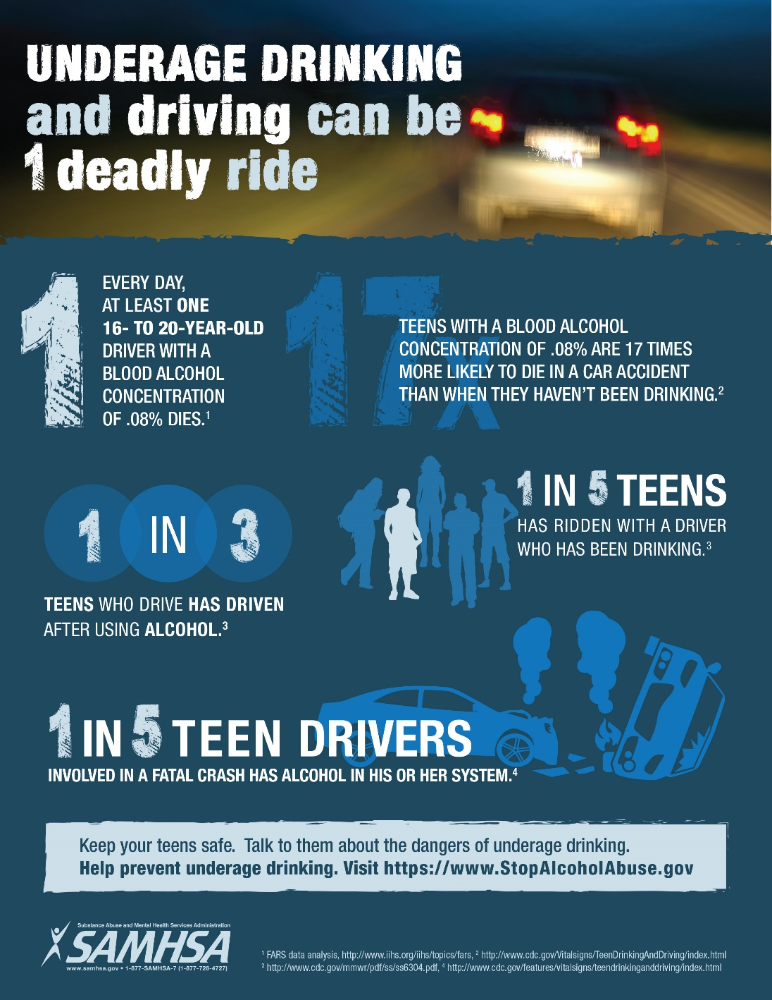 UNDERAGE DRINKING
and driving can be
1 deadly ride
1
EVERY DAY,
AT LEAST ONE
16- TO 20-YEAR-OLD
DRIVER WITH A
BLOOD ALCOHOL
CONCENTRATION
OF .08% DIES.¹
17X
TEENS WITH A BLOOD ALCOHOL
CONCENTRATION OF .08% ARE 17 TIMES
MORE LIKELY TO DIE IN A CAR ACCIDENT
THAN WHEN THEY HAVEN'T BEEN DRINKING.²
1 IN 3
TEENS WHO DRIVE HAS DRIVEN
AFTER USING ALCOHOL.³
1 IN 5 TEENS
HAS RIDDEN WITH A DRIVER
WHO HAS BEEN DRINKING.³
1 IN 5 TEEN DRIVERS
INVOLVED IN A FATAL CRASH HAS ALCOHOL IN HIS OR HER SYSTEM.⁴
Keep your teens safe. Talk to them about the dangers of underage drinking.
Help prevent underage drinking. Visit https://www.StopAlcoholAbuse.gov
Substance Abuse and Mental Health Services Administration
SAMHSA
www.samhsa.gov • 1-877-SAMHSA-7 (1-877-726-4727)
¹ FARS data analysis, http://www.iihs.org/iihs/topics/fars, ² http://www.cdc.gov/Vitalsigns/TeenDrinkingAndDriving/index.html
³ http://www.cdc.gov/mmwr/pdf/ss/ss6304.pdf, ⁴ http://www.cdc.gov/features/vitalsigns/teendrinkinganddriving/index.html